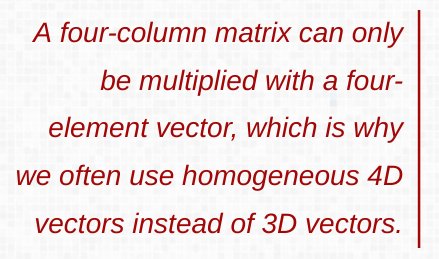 A four-column matrix can only
be multiplied with a four-
element vector, which is why
we often use homogeneous 4D
vectors instead of 3D vectors.